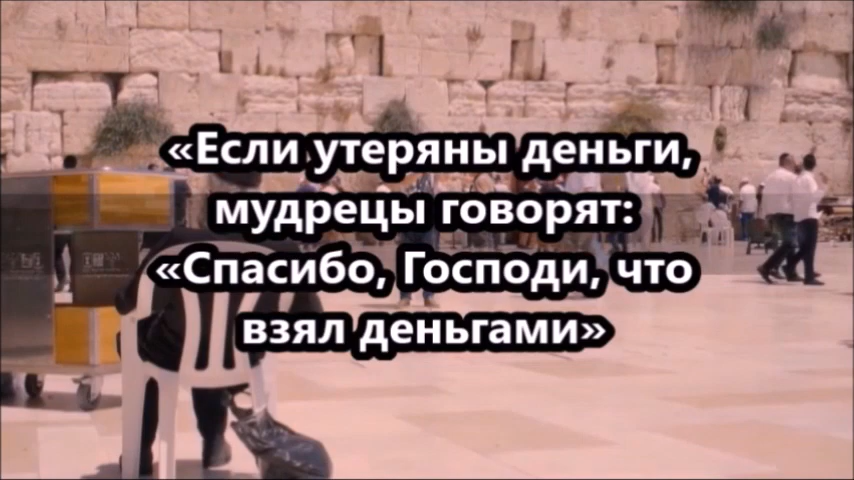 «Если утеряны деньги,
мудрецы говорят:
«Спасибо, Господи, что
взял деньгами»